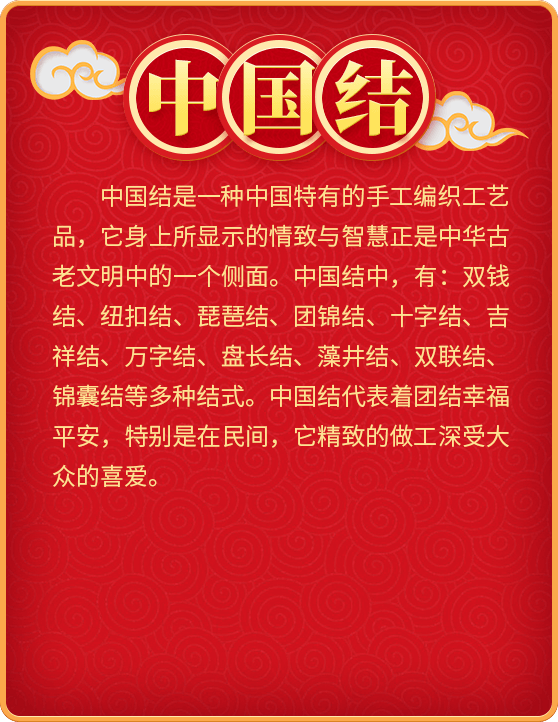 中国结
中国结是一种中国特有的手工编织工艺
品，它身上所显示的情致与智慧正是中华古
老文明中的一个侧面。中国结中，有：双钱
结、纽扣结、琵琶结、团锦结、十字结、吉
祥结、万字结、盘长结、藻井结、双联结、
锦囊结等多种结式。中国结代表着团结幸福
平安，特别是在民间，它精致的做工深受大
众的喜爱。